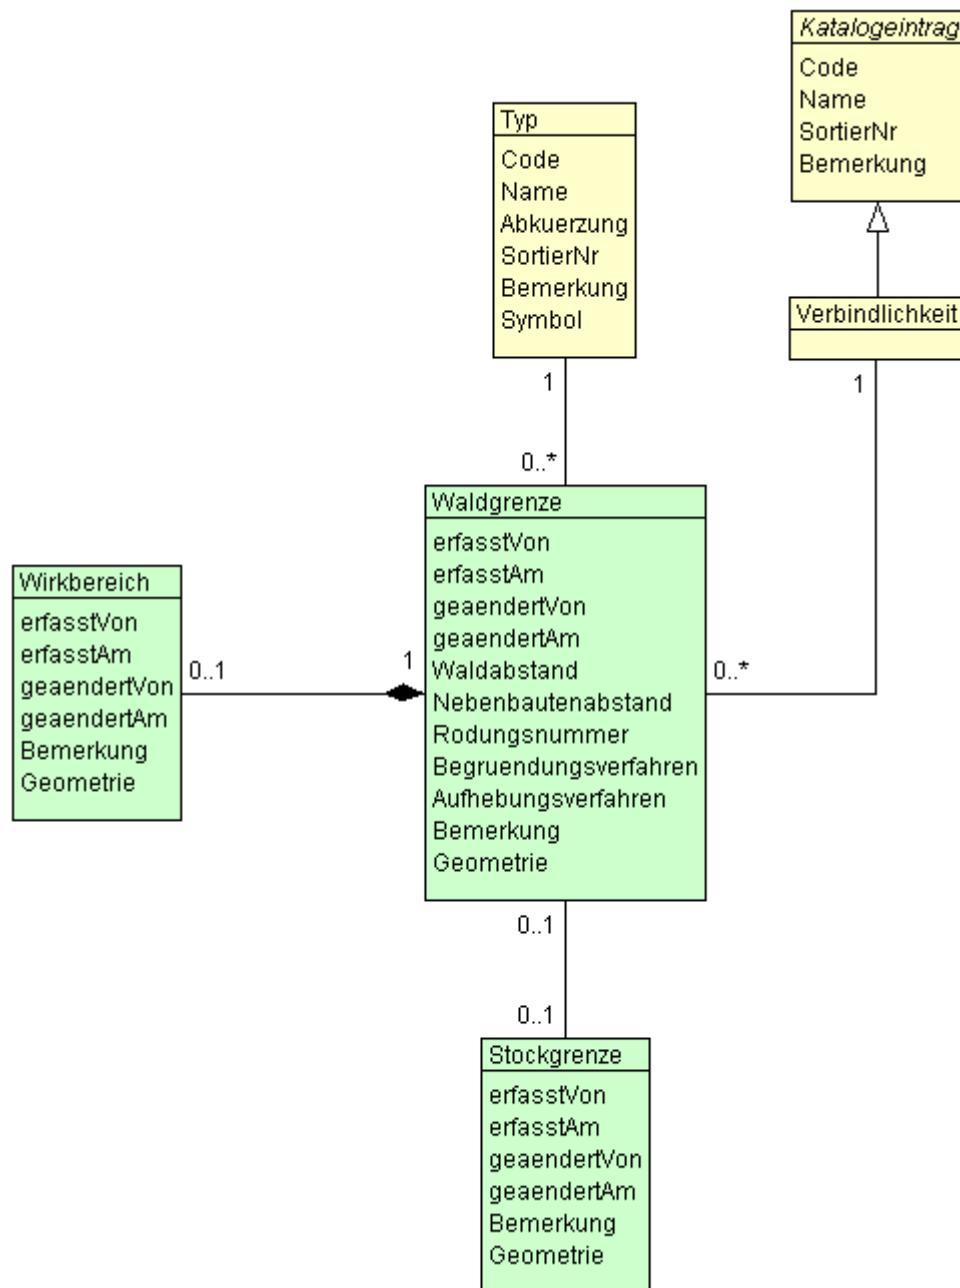 Katalogeintrag
Code
Name
SortierNr
Bemerkung
Typ
Code
Name
Abkuerzung
SortierNr
Bemerkung
Symbol
Verbindlichkeit
1
1
0..*
Waldgrenze
erfasstVon
erfasstAm
geaendertVon
geaendertAm
Waldabstand
Nebenbautenabstand
Rodungsnummer
Begruendungsverfahren
Aufhebungsverfahren
Bemerkung
Geometrie
Wirkbereich
erfasstVon
erfasstAm
geaendertVon
geaendertAm
Bemerkung
Geometrie
0..1
1
0..*
0..1
0..1
Stockgrenze
erfasstVon
erfasstAm
geaendertVon
geaendertAm
Bemerkung
Geometrie